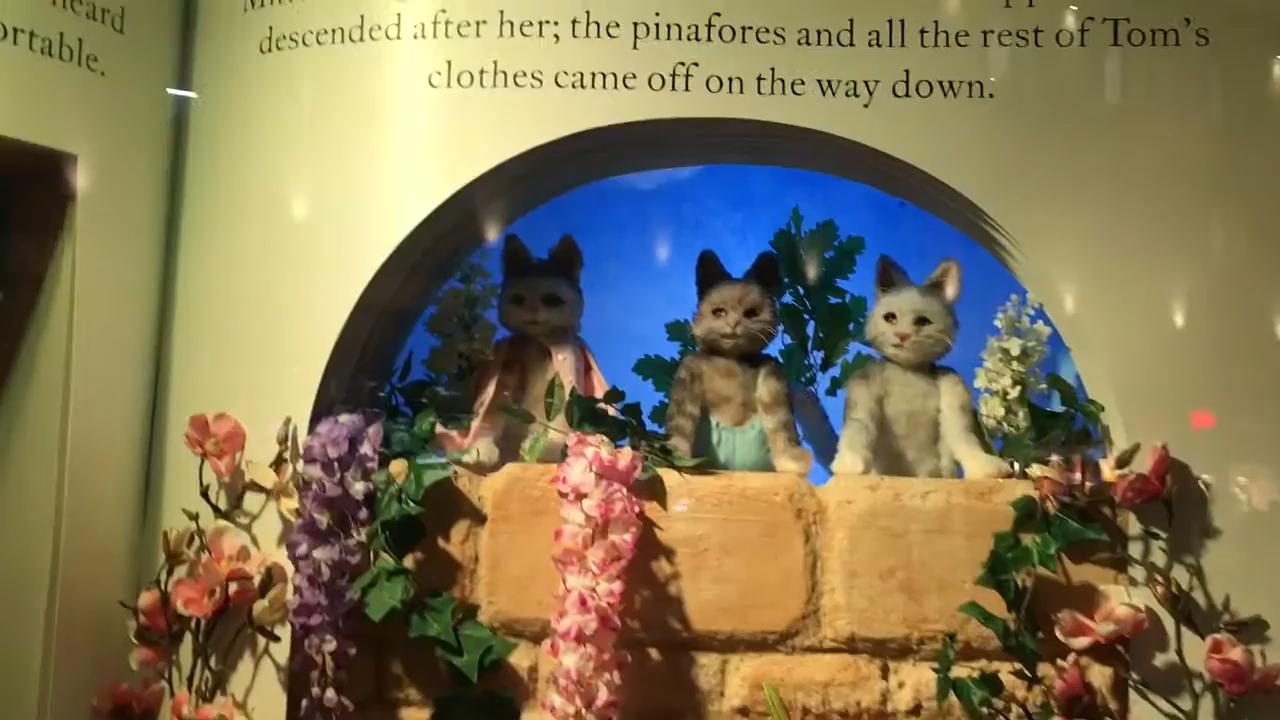 heard
ortable.
descended after her; the pinafores and all the rest of Tom's
clothes came off on the way down.